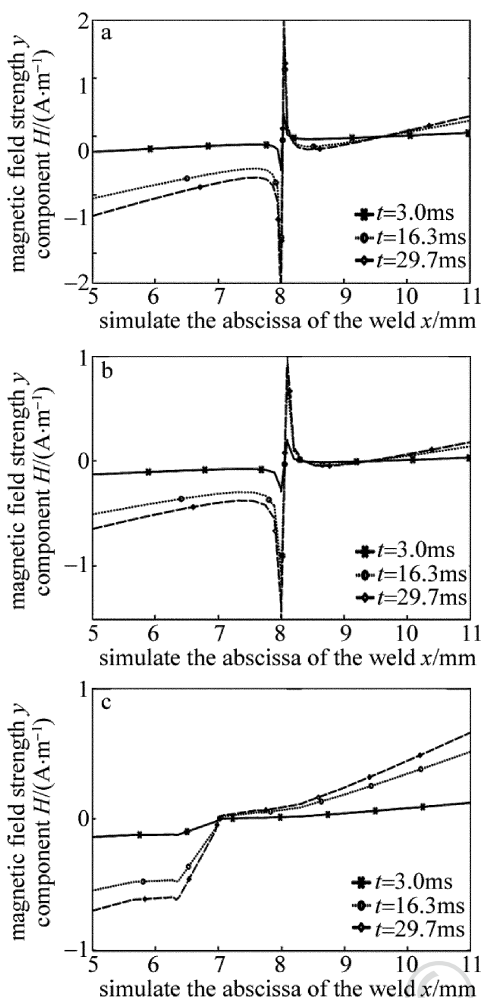 a
magnetic field strength y
component H/(A·m⁻¹)
2
1
0
−1
−2
t=3.0ms
t=16.3ms
t=29.7ms
5 6 7 8 9 10 11
simulate the abscissa of the weld x/mm
b
magnetic field strength y
component H/(A·m⁻¹)
1
0
−1
t=3.0ms
t=16.3ms
t=29.7ms
5 6 7 8 9 10 11
simulate the abscissa of the weld x/mm
c
magnetic field strength y
component H/(A·m⁻¹)
1
0
−1
t=3.0ms
t=16.3ms
t=29.7ms
5 6 7 8 9 10 11
simulate the abscissa of the weld x/mm